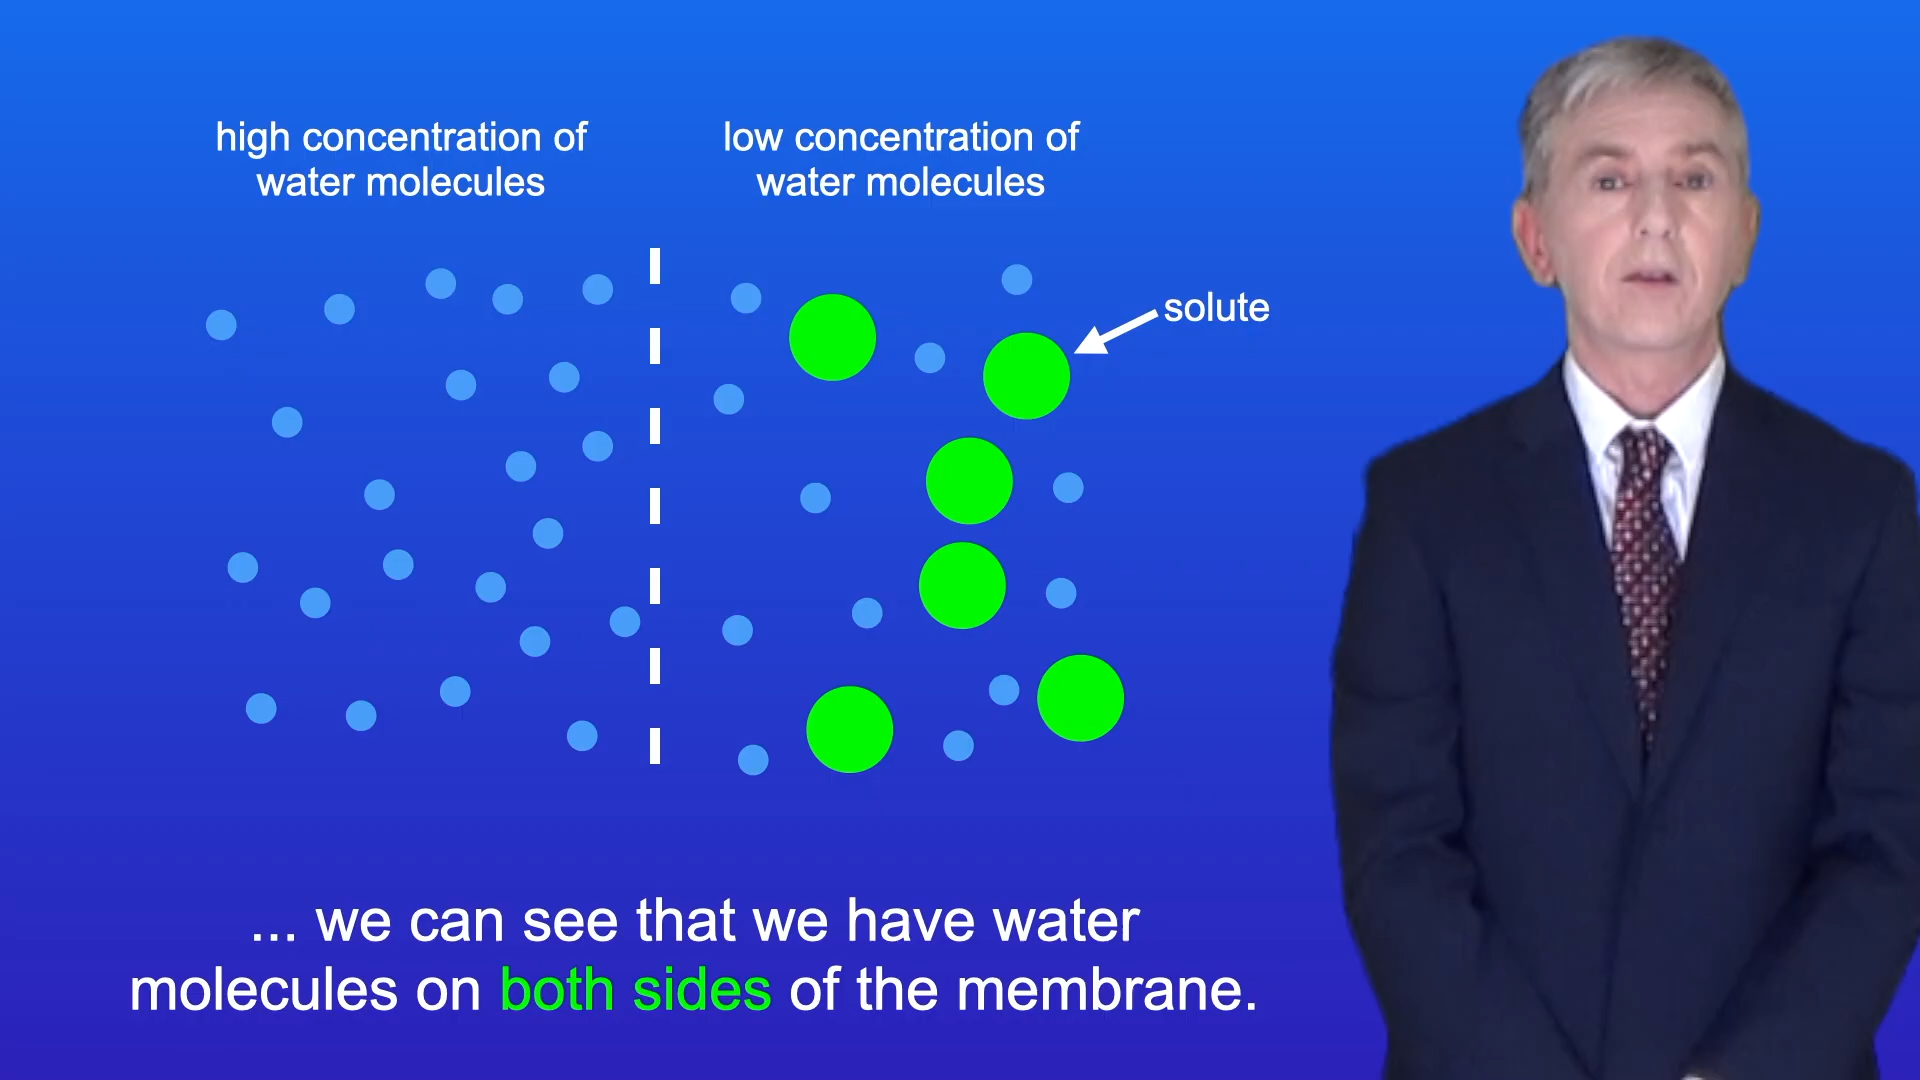 high concentration of
water molecules
low concentration of
water molecules
solute
... we can see that we have water
molecules on both sides of the membrane.